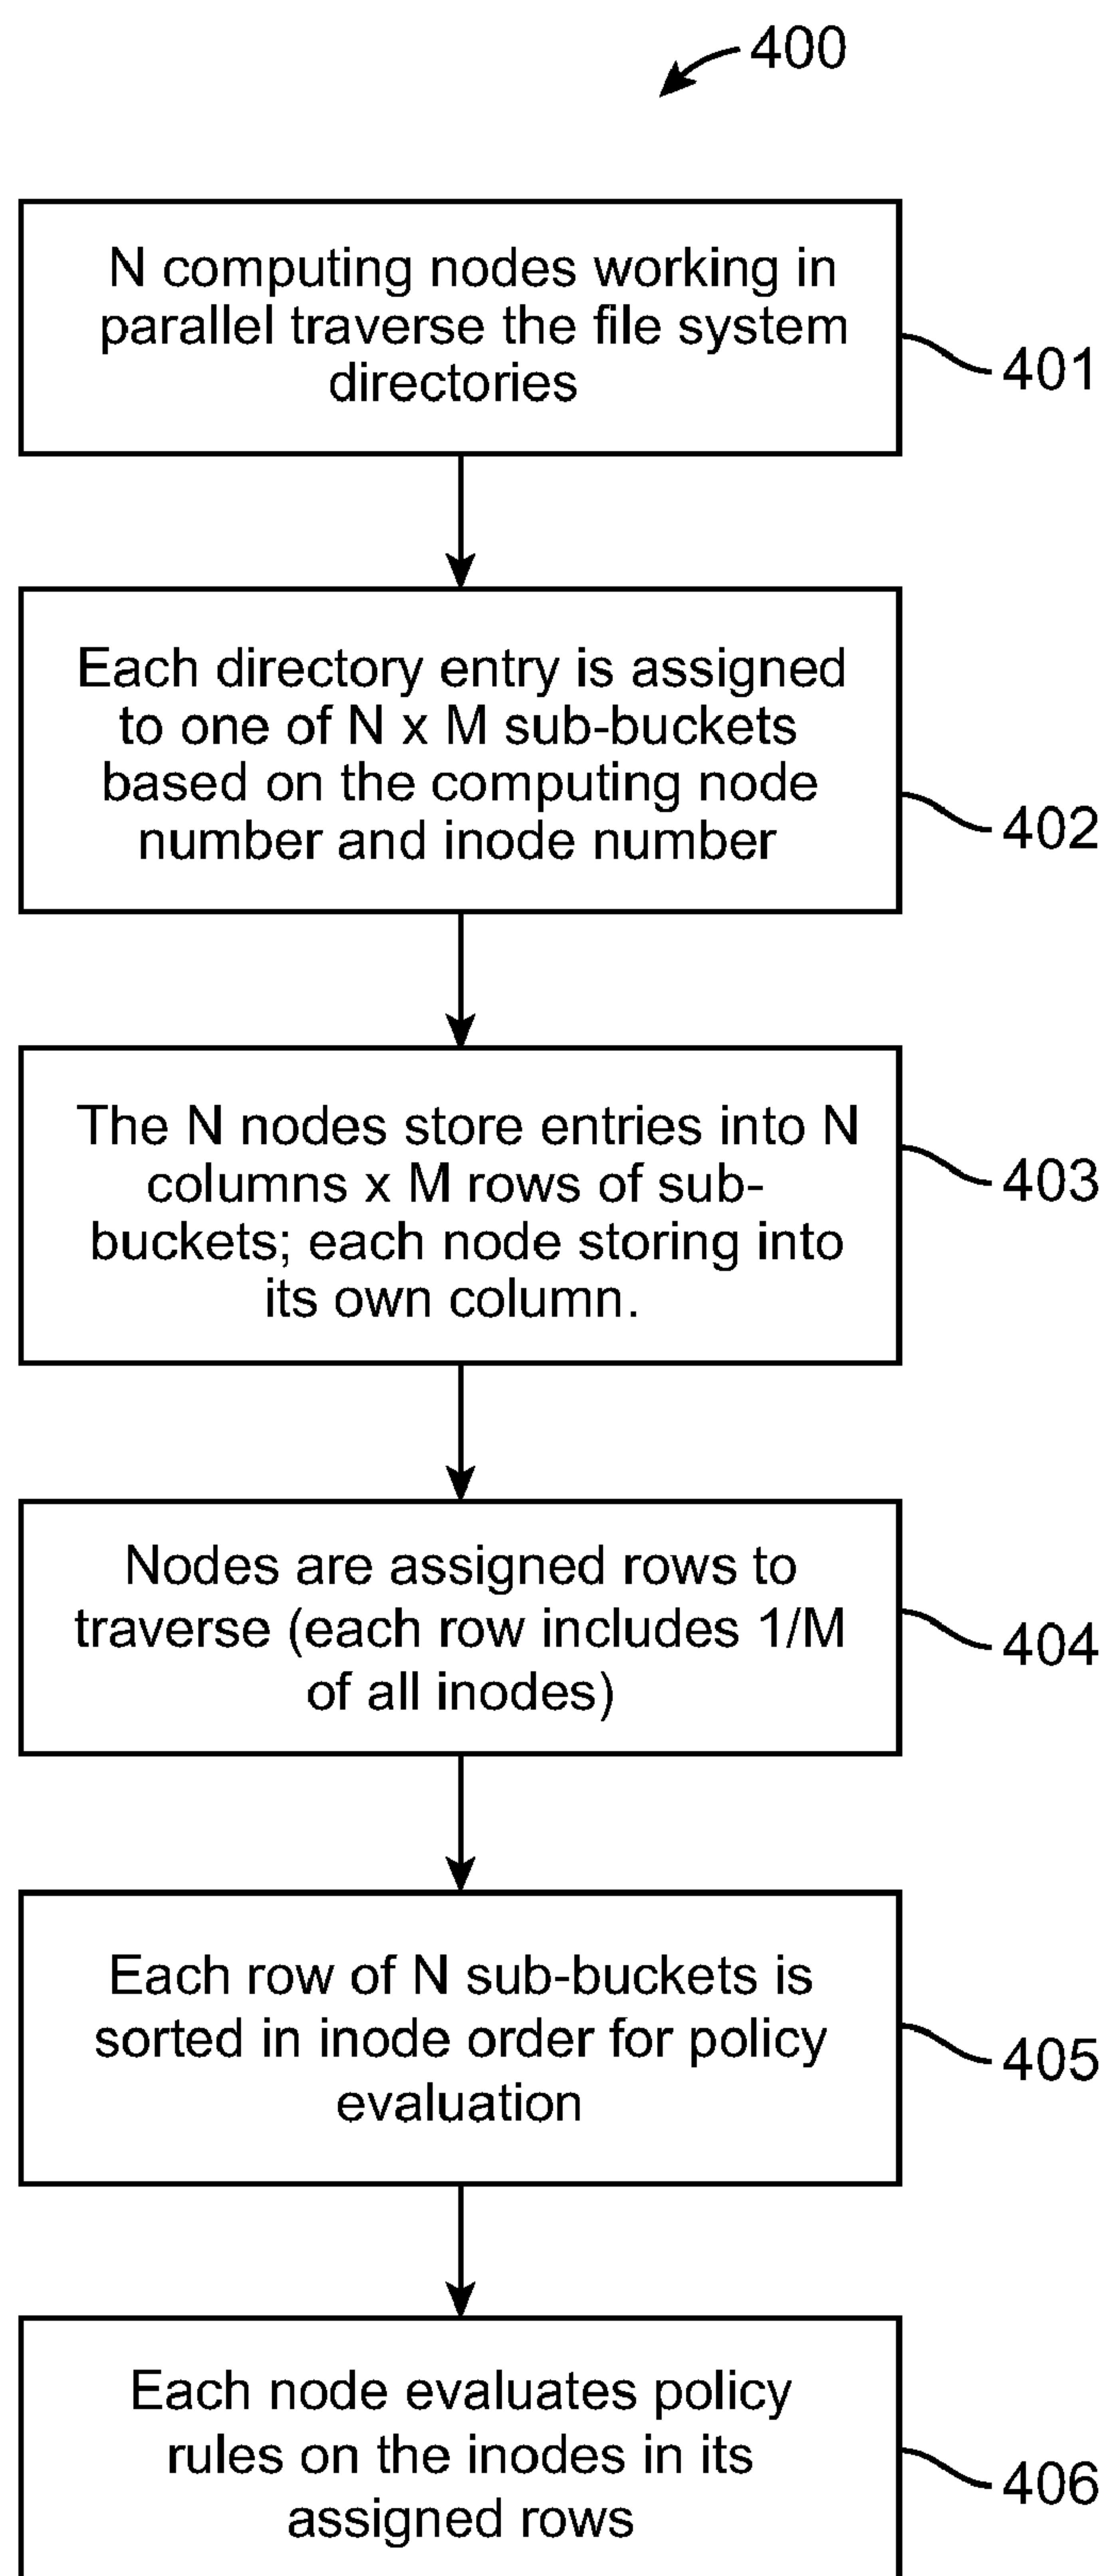 400
N computing nodes working in
parallel traverse the file system
directories
401
Each directory entry is assigned
to one of N x M sub-buckets
based on the computing node
number and inode number
402
The N nodes store entries into N
columns x M rows of sub-
buckets; each node storing into
its own column.
403
Nodes are assigned rows to
traverse (each row includes 1/M
of all inodes)
404
Each row of N sub-buckets is
sorted in inode order for policy
evaluation
405
Each node evaluates policy
rules on the inodes in its
assigned rows
406